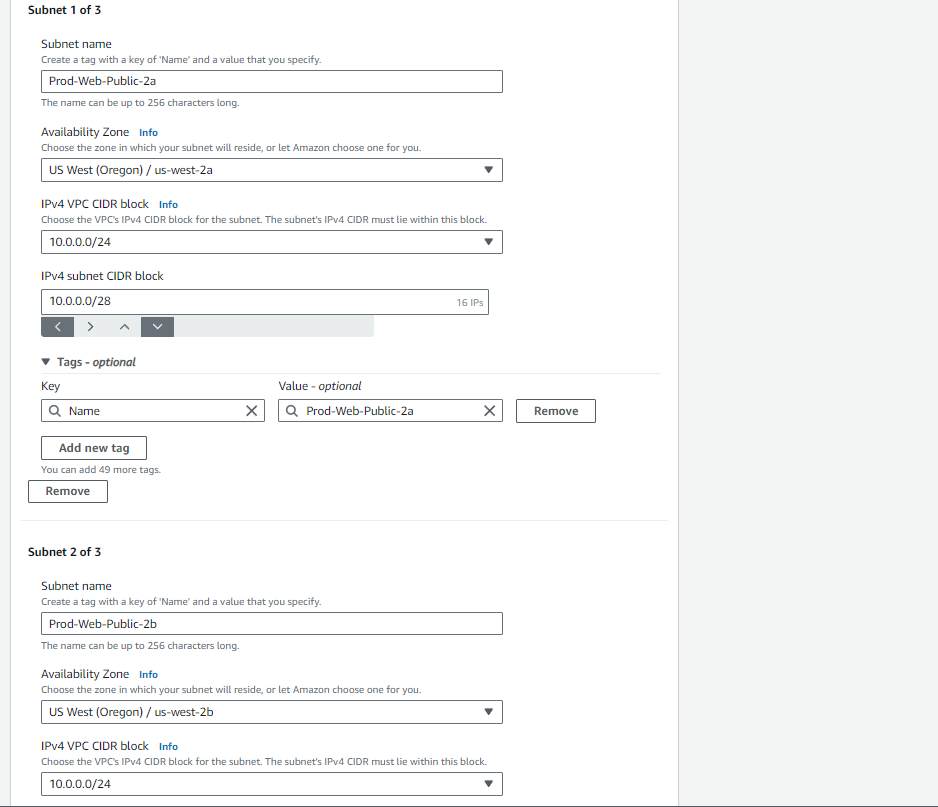 Subnet 1 of 3
Subnet name
Create a tag with a key of 'Name' and a value that you specify.
Prod-Web-Public-2a
The name can be up to 256 characters long.
Availability Zone Info
Choose the zone in which your subnet will reside, or let Amazon choose one for you.
US West (Oregon) / us-west-2a
IPv4 VPC CIDR block Info
Choose the VPC's IPv4 CIDR block for the subnet. The subnet's IPv4 CIDR must lie within this block.
10.0.0.0/24
IPv4 subnet CIDR block
10.0.0.0/28 16 IPs
Tags - optional
Key Value - optional
Name Prod-Web-Public-2a Remove
Add new tag
You can add 49 more tags.
Remove
Subnet 2 of 3
Subnet name
Create a tag with a key of 'Name' and a value that you specify.
Prod-Web-Public-2b
The name can be up to 256 characters long.
Availability Zone Info
Choose the zone in which your subnet will reside, or let Amazon choose one for you.
US West (Oregon) / us-west-2b
IPv4 VPC CIDR block Info
Choose the VPC's IPv4 CIDR block for the subnet. The subnet's IPv4 CIDR must lie within this block.
10.0.0.0/24